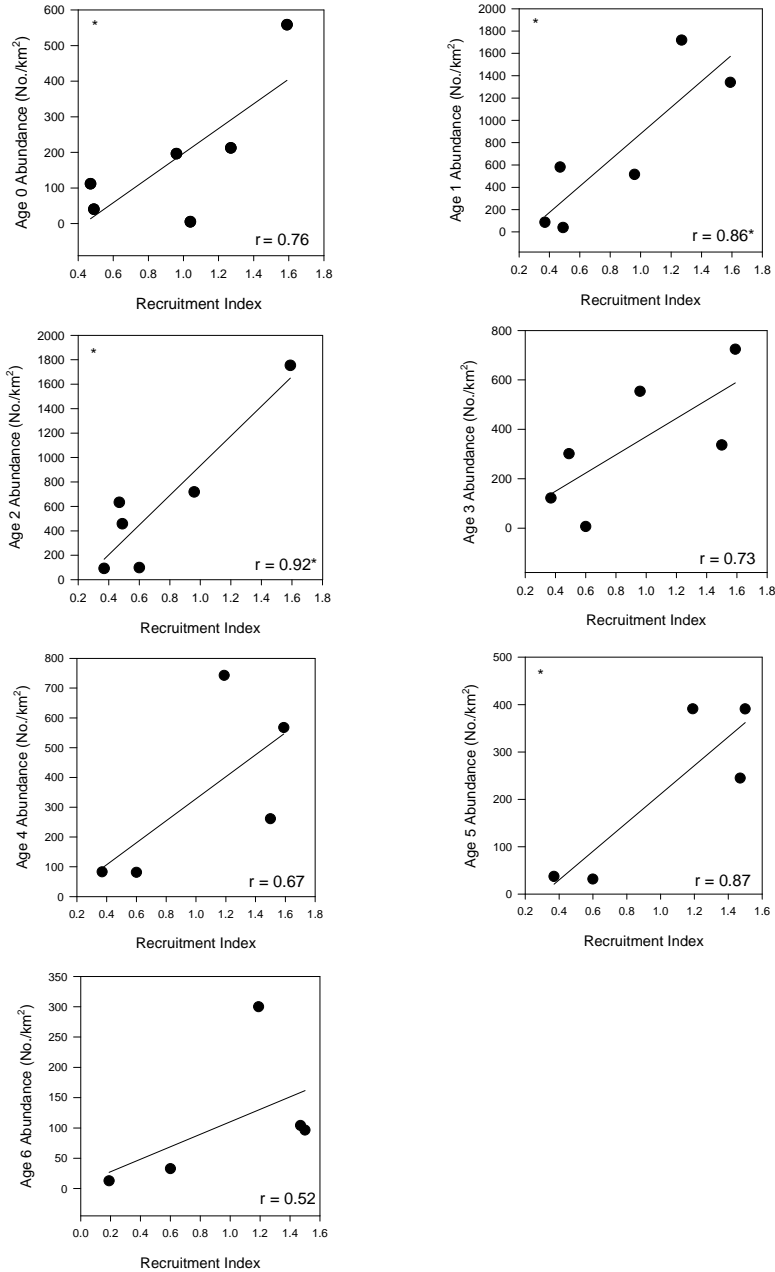 600
500
400
300
200
100
0
Age 0 Abundance (No./km²)
*
r = 0.76
0.4 0.6 0.8 1.0 1.2 1.4 1.6 1.8
Recruitment Index
2000
1800
1600
1400
1200
1000
800
600
400
200
0
Age 1 Abundance (No./km²)
*
r = 0.86*
0.2 0.4 0.6 0.8 1.0 1.2 1.4 1.6 1.8
Recruitment Index
2000
1800
1600
1400
1200
1000
800
600
400
200
0
Age 2 Abundance (No./km²)
*
r = 0.92*
0.2 0.4 0.6 0.8 1.0 1.2 1.4 1.6 1.8
Recruitment Index
800
600
400
200
0
Age 3 Abundance (No./km²)
r = 0.73
0.2 0.4 0.6 0.8 1.0 1.2 1.4 1.6 1.8
Recruitment Index
800
700
600
500
400
300
200
100
0
Age 4 Abundance (No./km²)
r = 0.67
0.2 0.4 0.6 0.8 1.0 1.2 1.4 1.6 1.8
Recruitment Index
500
400
300
200
100
0
Age 5 Abundance (No./km²)
*
r = 0.87
0.2 0.4 0.6 0.8 1.0 1.2 1.4 1.6
Recruitment Index
350
300
250
200
150
100
50
0
Age 6 Abundance (No./km²)
r = 0.52
0.0 0.2 0.4 0.6 0.8 1.0 1.2 1.4 1.6
Recruitment Index